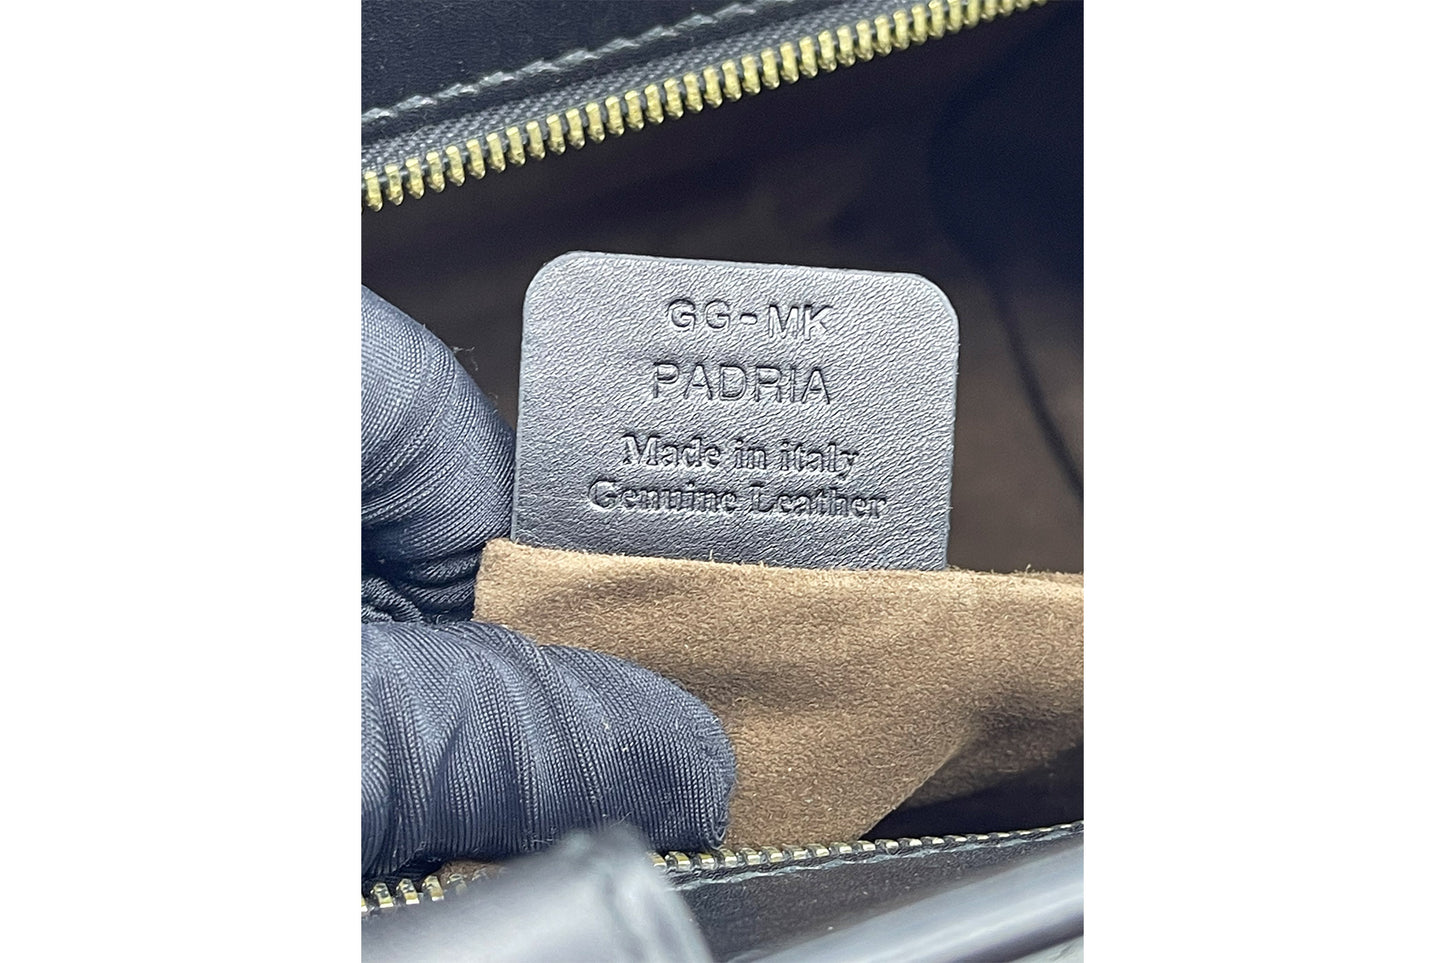 GG-MK
PADRIA
Made in italy
Genuine Leather